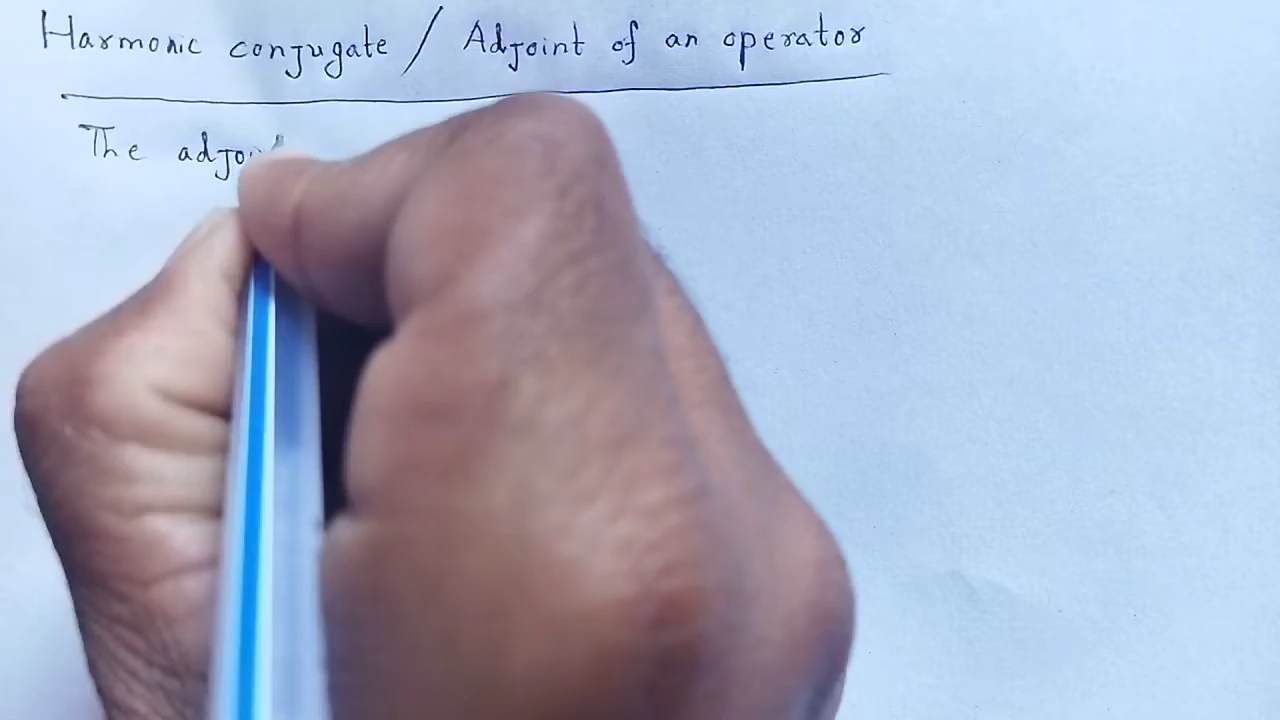 Harmonic conjugate / Adjoint of an operator
The